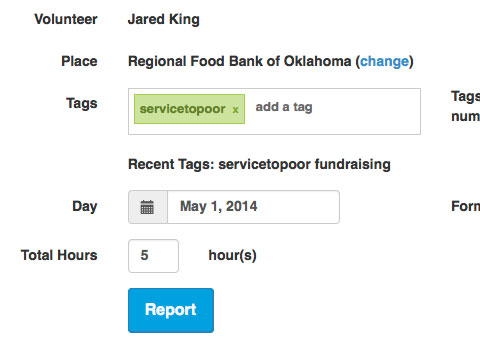 Volunteer Jared King
Place Regional Food Bank of Oklahoma (change)
Tags servicetopoor x add a tag
Tags
num
Recent Tags: servicetopoor fundraising
Day May 1, 2014
Form
Total Hours 5 hour(s)
Report